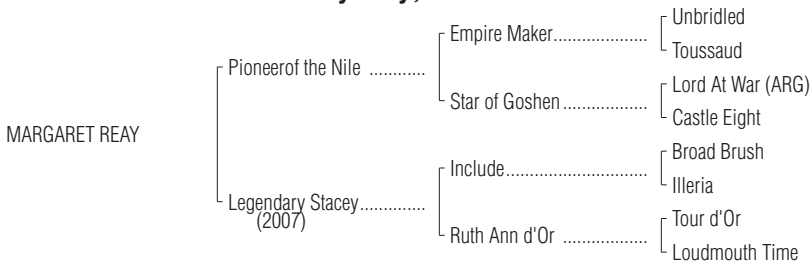 Unbridled
Empire Maker....................
Toussaud
Pioneerof the Nile ............
Lord At War (ARG)
Star of Goshen..................
Castle Eight
MARGARET REAY
Broad Brush
Include................................
Illeria
Legendary Stacey..............
(2007)
Tour d'Or
Ruth Ann d'Or ..................
Loudmouth Time